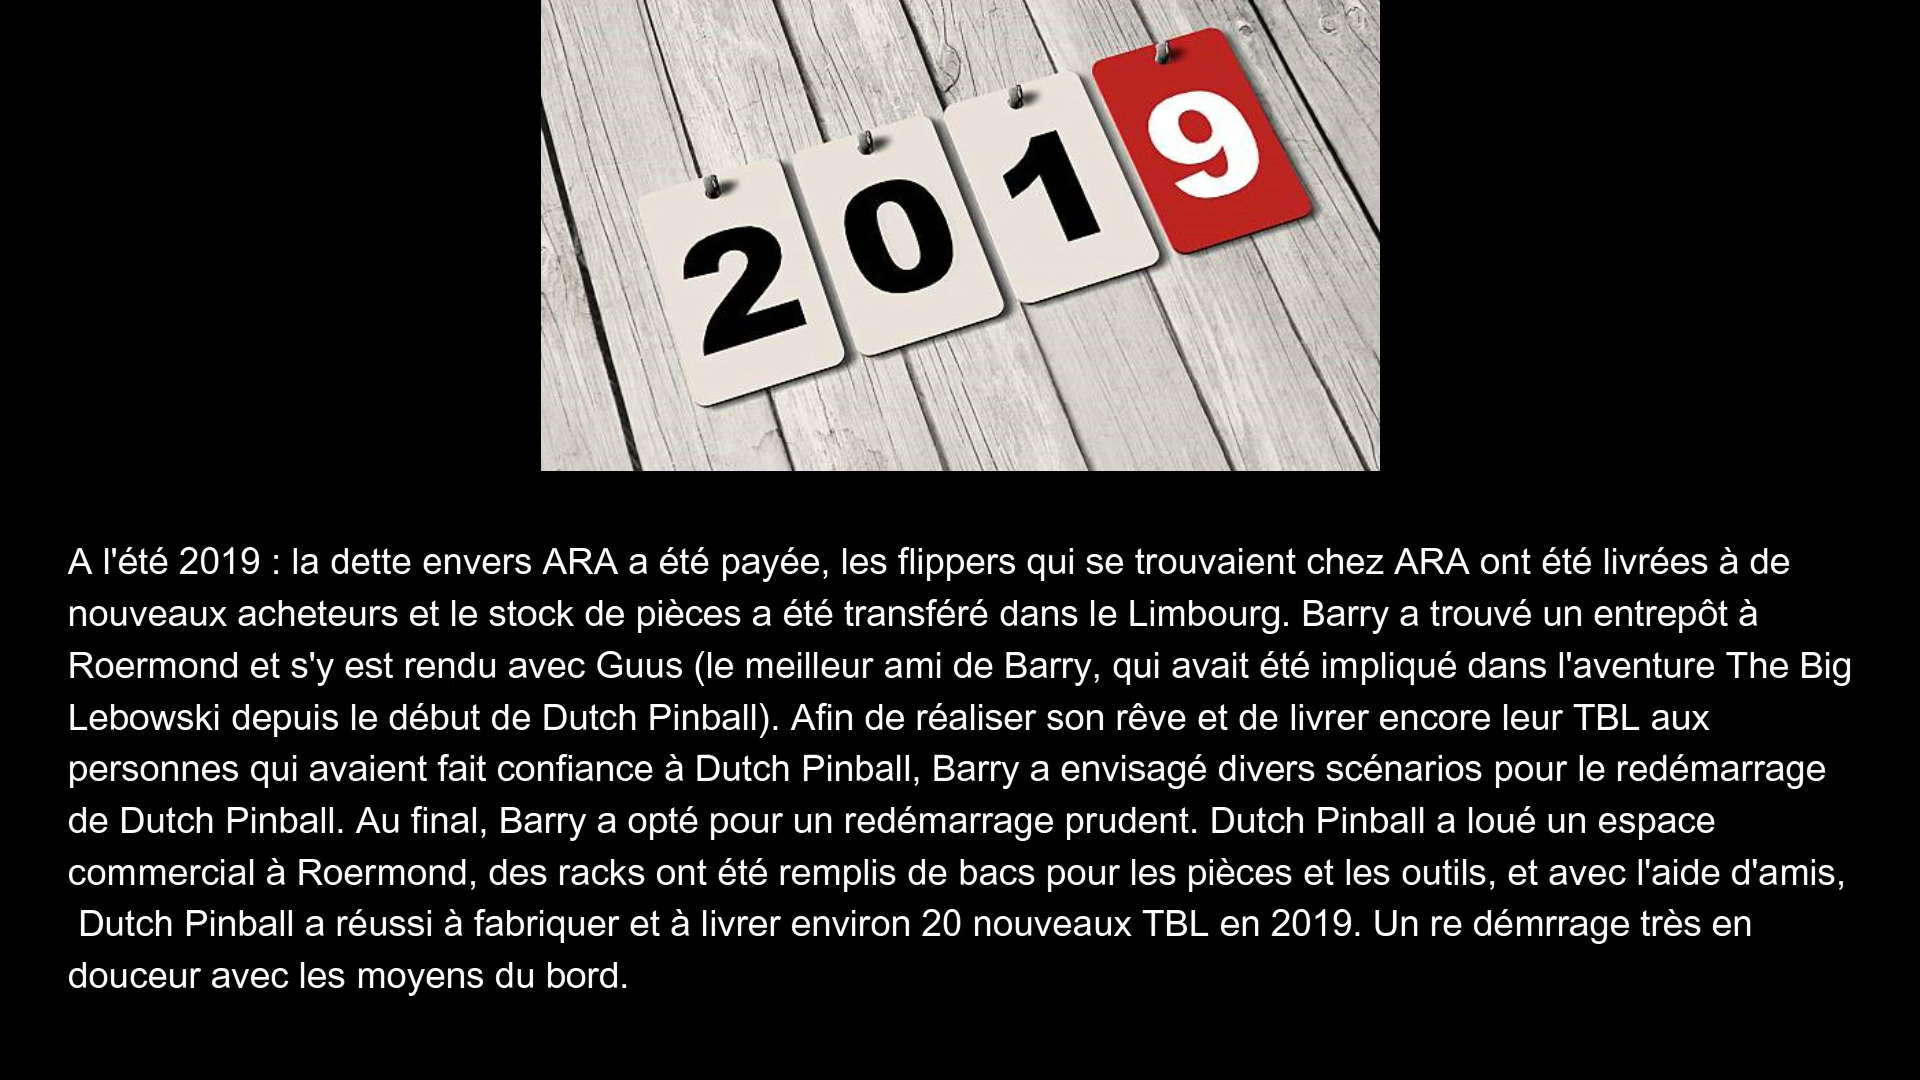 2019
A l'été 2019 : la dette envers ARA a été payée, les flippers qui se trouvaient chez ARA ont été livrées à de
nouveaux acheteurs et le stock de pièces a été transféré dans le Limbourg. Barry a trouvé un entrepôt à
Roermond et s'y est rendu avec Guus (le meilleur ami de Barry, qui avait été impliqué dans l'aventure The Big
Lebowski depuis le début de Dutch Pinball). Afin de réaliser son rêve et de livrer encore leur TBL aux
personnes qui avaient fait confiance à Dutch Pinball, Barry a envisagé divers scénarios pour le redémarrage
de Dutch Pinball. Au final, Barry a opté pour un redémarrage prudent. Dutch Pinball a loué un espace
commercial à Roermond, des racks ont été remplis de bacs pour les pièces et les outils, et avec l'aide d'amis,
Dutch Pinball a réussi à fabriquer et à livrer environ 20 nouveaux TBL en 2019. Un re démrrage très en
douceur avec les moyens du bord.